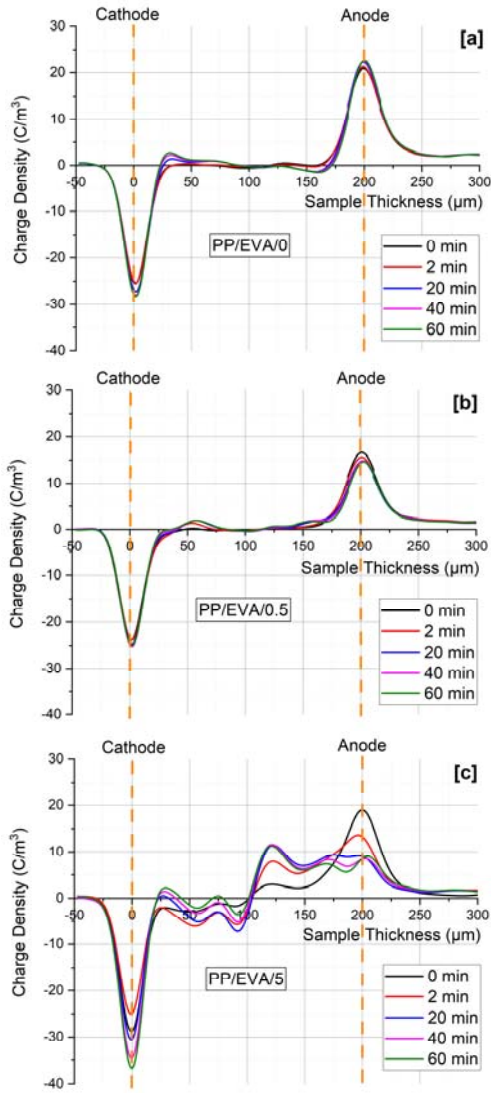 Cathode Anode
[a]
30
20
10
0
-10
-20
-30
-40
-50 0 50 100 150 200 250 300
Charge Density (C/m³)
Sample Thickness (µm)
PP/EVA/0
0 min
2 min
20 min
40 min
60 min
Cathode Anode
[b]
30
20
10
0
-10
-20
-30
-40
-50 0 50 100 150 200 250 300
Charge Density (C/m³)
Sample Thickness (µm)
PP/EVA/0.5
0 min
2 min
20 min
40 min
60 min
Cathode Anode
[c]
30
20
10
0
-10
-20
-30
-40
-50 0 50 100 150 200 250 300
Charge Density (C/m³)
Sample Thickness (µm)
PP/EVA/5
0 min
2 min
20 min
40 min
60 min